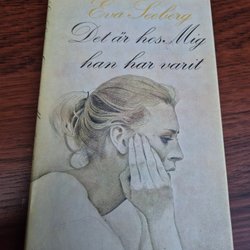 Eva Seeberg
Det är hos Mig
han har varit